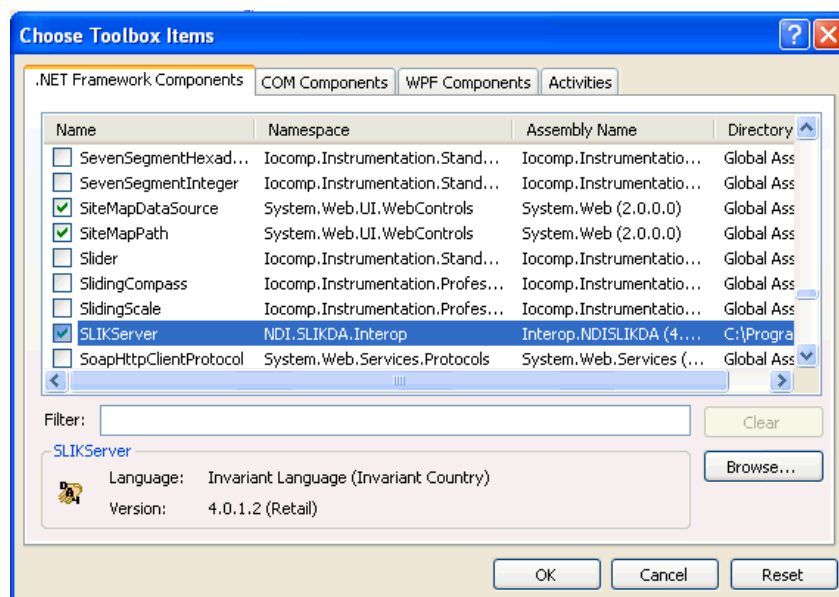 Choose Toolbox Items
.NET Framework Components COM Components WPF Components Activities
Name Namespace Assembly Name Directory
SevenSegmentHexad... Iocomp.Instrumentation.Stand... Iocomp.Instrumentatio... Global Ass
SevenSegmentInteger Iocomp.Instrumentation.Stand... Iocomp.Instrumentatio... Global Ass
SiteMapDataSource System.Web.UI.WebControls System.Web (2.0.0.0) Global Ass
SiteMapPath System.Web.UI.WebControls System.Web (2.0.0.0) Global Ass
Slider Iocomp.Instrumentation.Stand... Iocomp.Instrumentatio... Global Ass
SlidingCompass Iocomp.Instrumentation.Profes... Iocomp.Instrumentatio... Global Ass
SlidingScale Iocomp.Instrumentation.Profes... Iocomp.Instrumentatio... Global Ass
SLIKServer NDI.SLIKDA.Interop Interop.NDISLIKDA (4.... C:\Progra
SoapHttpClientProtocol System.Web.Services.Protocols System.Web.Services (... Global Ass
Filter: Clear
SLIKServer
Language: Invariant Language (Invariant Country) Browse...
Version: 4.0.1.2 (Retail)
OK Cancel Reset